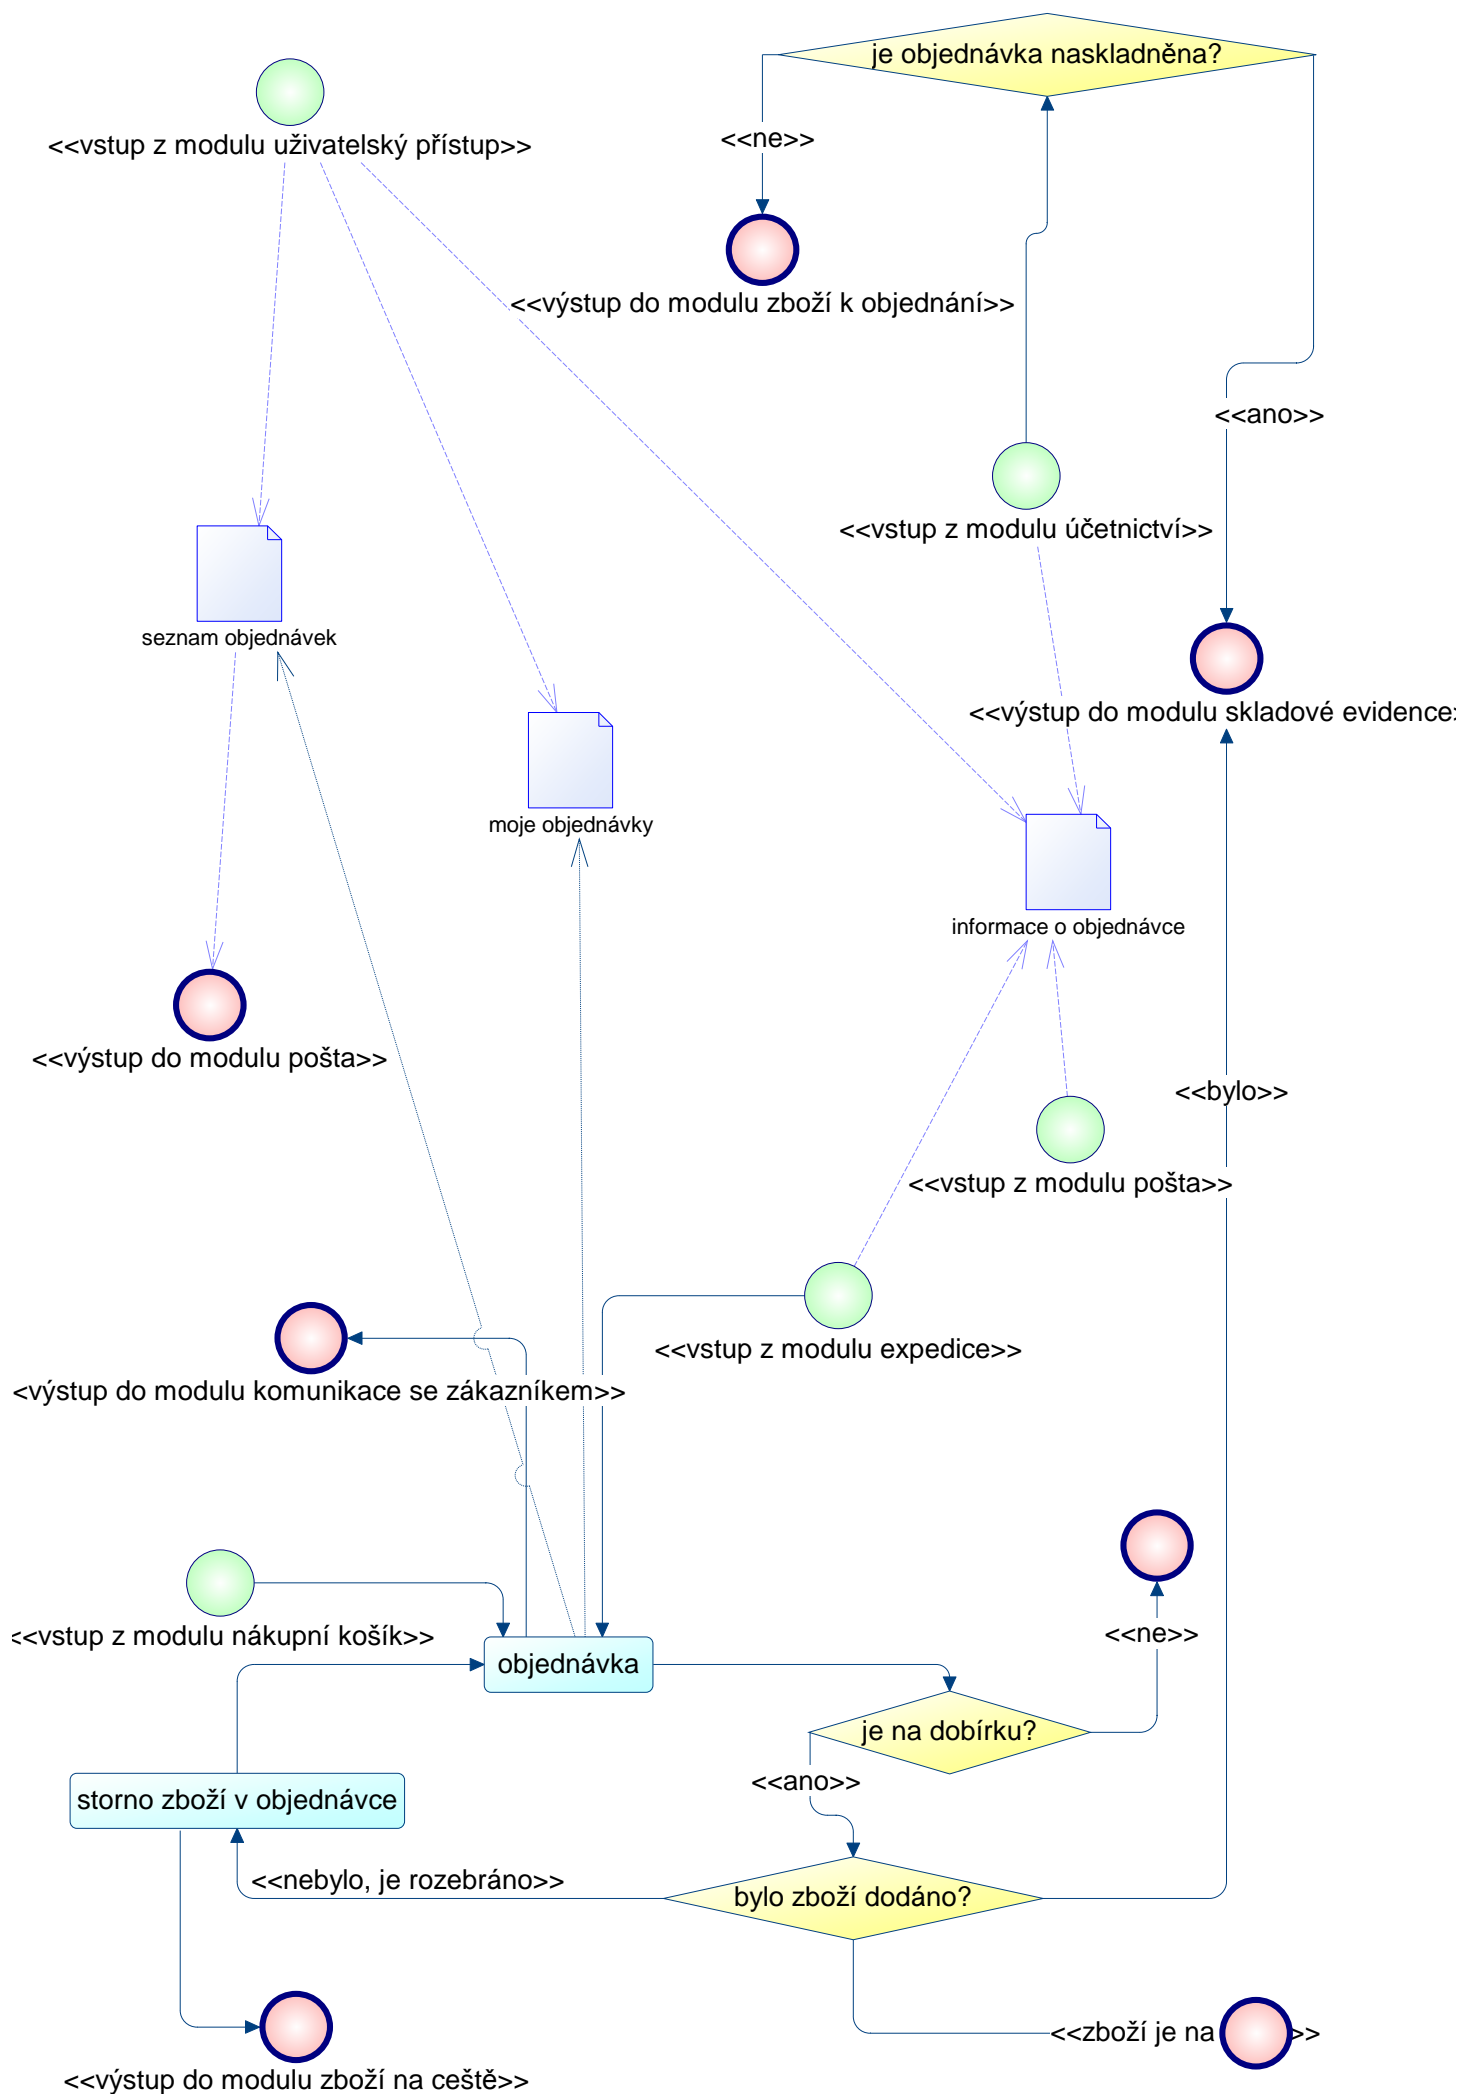 je objednávka naskladněna?
<<vstup z modulu uživatelský přístup>>
<<ne>>
<<výstup do modulu zboží k objednání>>
<<ano>>
<<vstup z modulu účetnictví>>
seznam objednávek
<<výstup do modulu skladové evidence>
moje objednávky
informace o objednávce
<<výstup do modulu pošta>>
<<bylo>>
<<vstup z modulu pošta>>
<<vstup z modulu expedice>>
<výstup do modulu komunikace se zákazníkem>>
<<vstup z modulu nákupní košík>>
<<ne>>
objednávka
je na dobírku?
<<ano>>
storno zboží v objednávce
<<nebylo, je rozebráno>>
bylo zboží dodáno?
<<zboží je na >>
<<výstup do modulu zboží na ceště>>